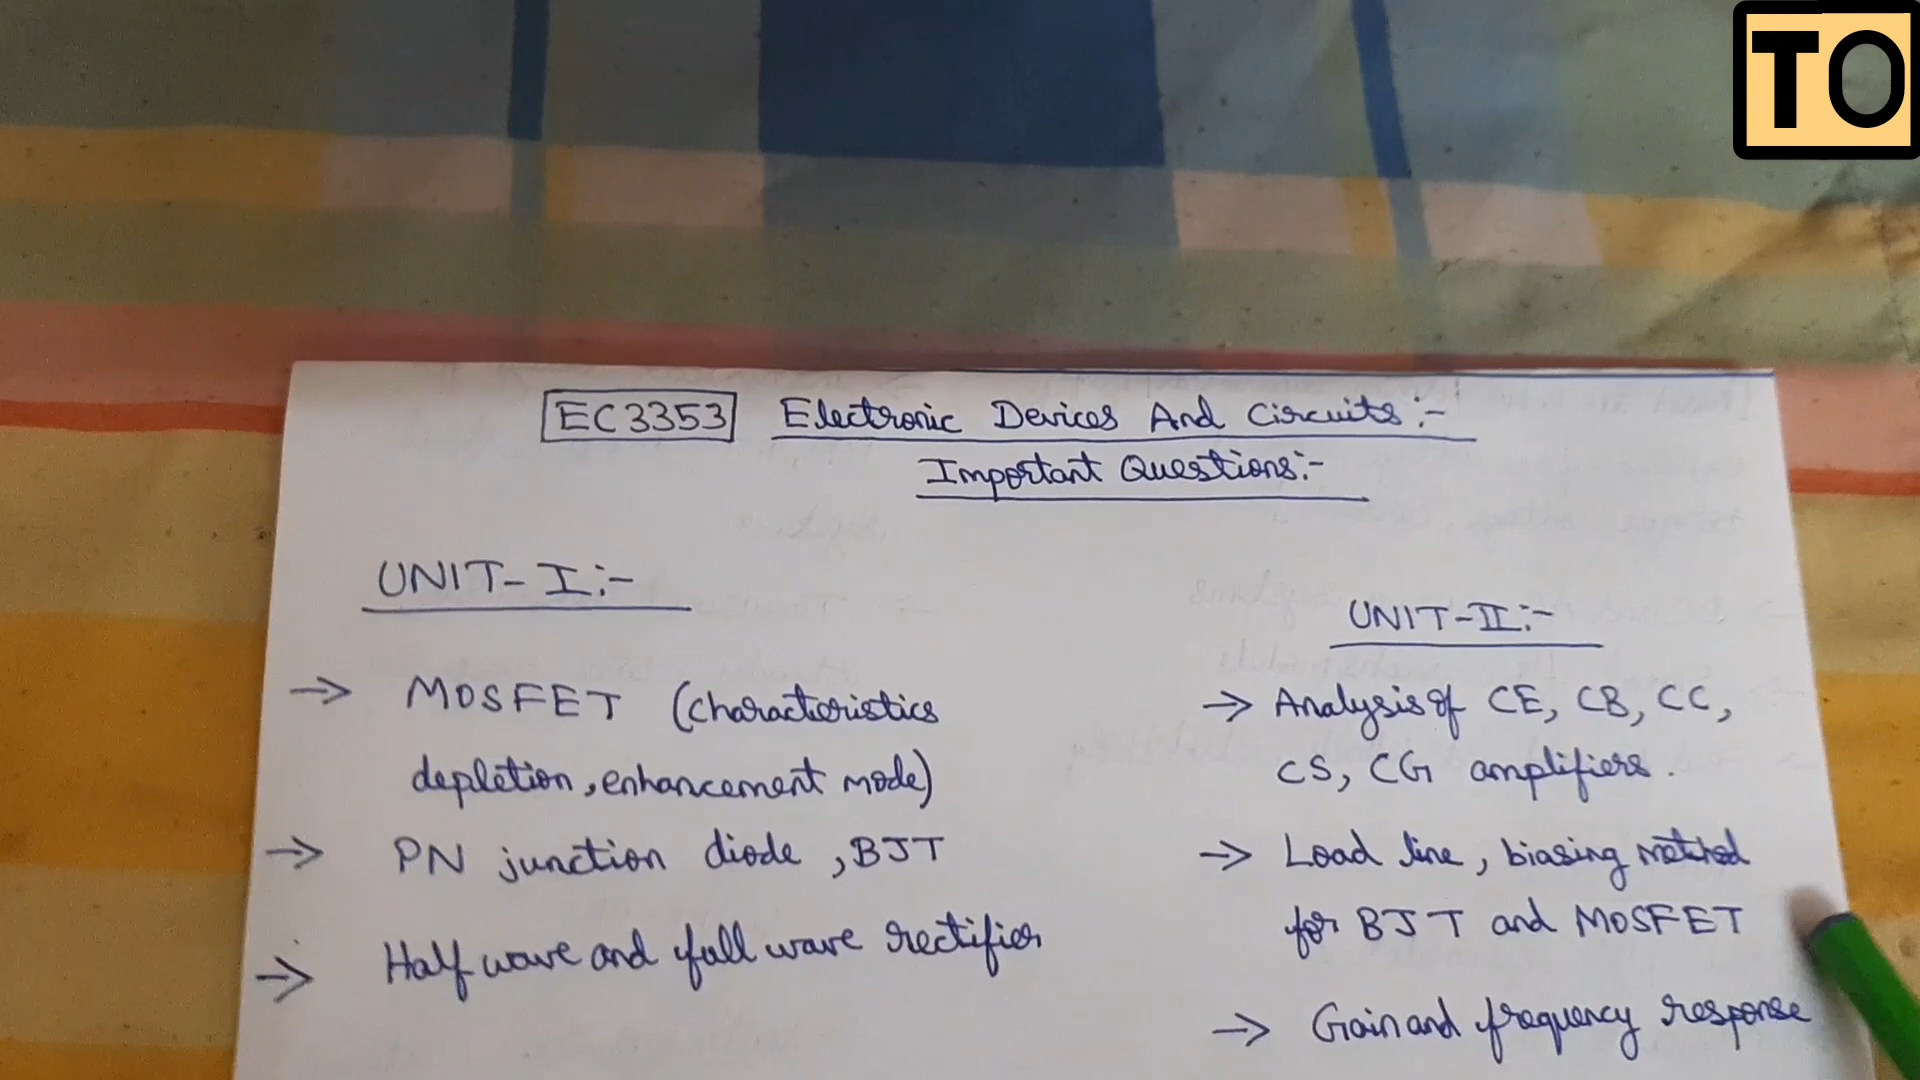 TO
EC3353 Electronic Devices And Circuits:-
Important Questions:-
UNIT-I:-
→ MOSFET (characteristics
depletion, enhancement mode)
→ PN junction diode, BJT
→ Half wave and full wave rectifier
UNIT-II:-
→ Analysis of CE, CB, CC,
CS, CG amplifiers.
→ Load line, biasing method
for BJT and MOSFET
→ Gain and frequency response